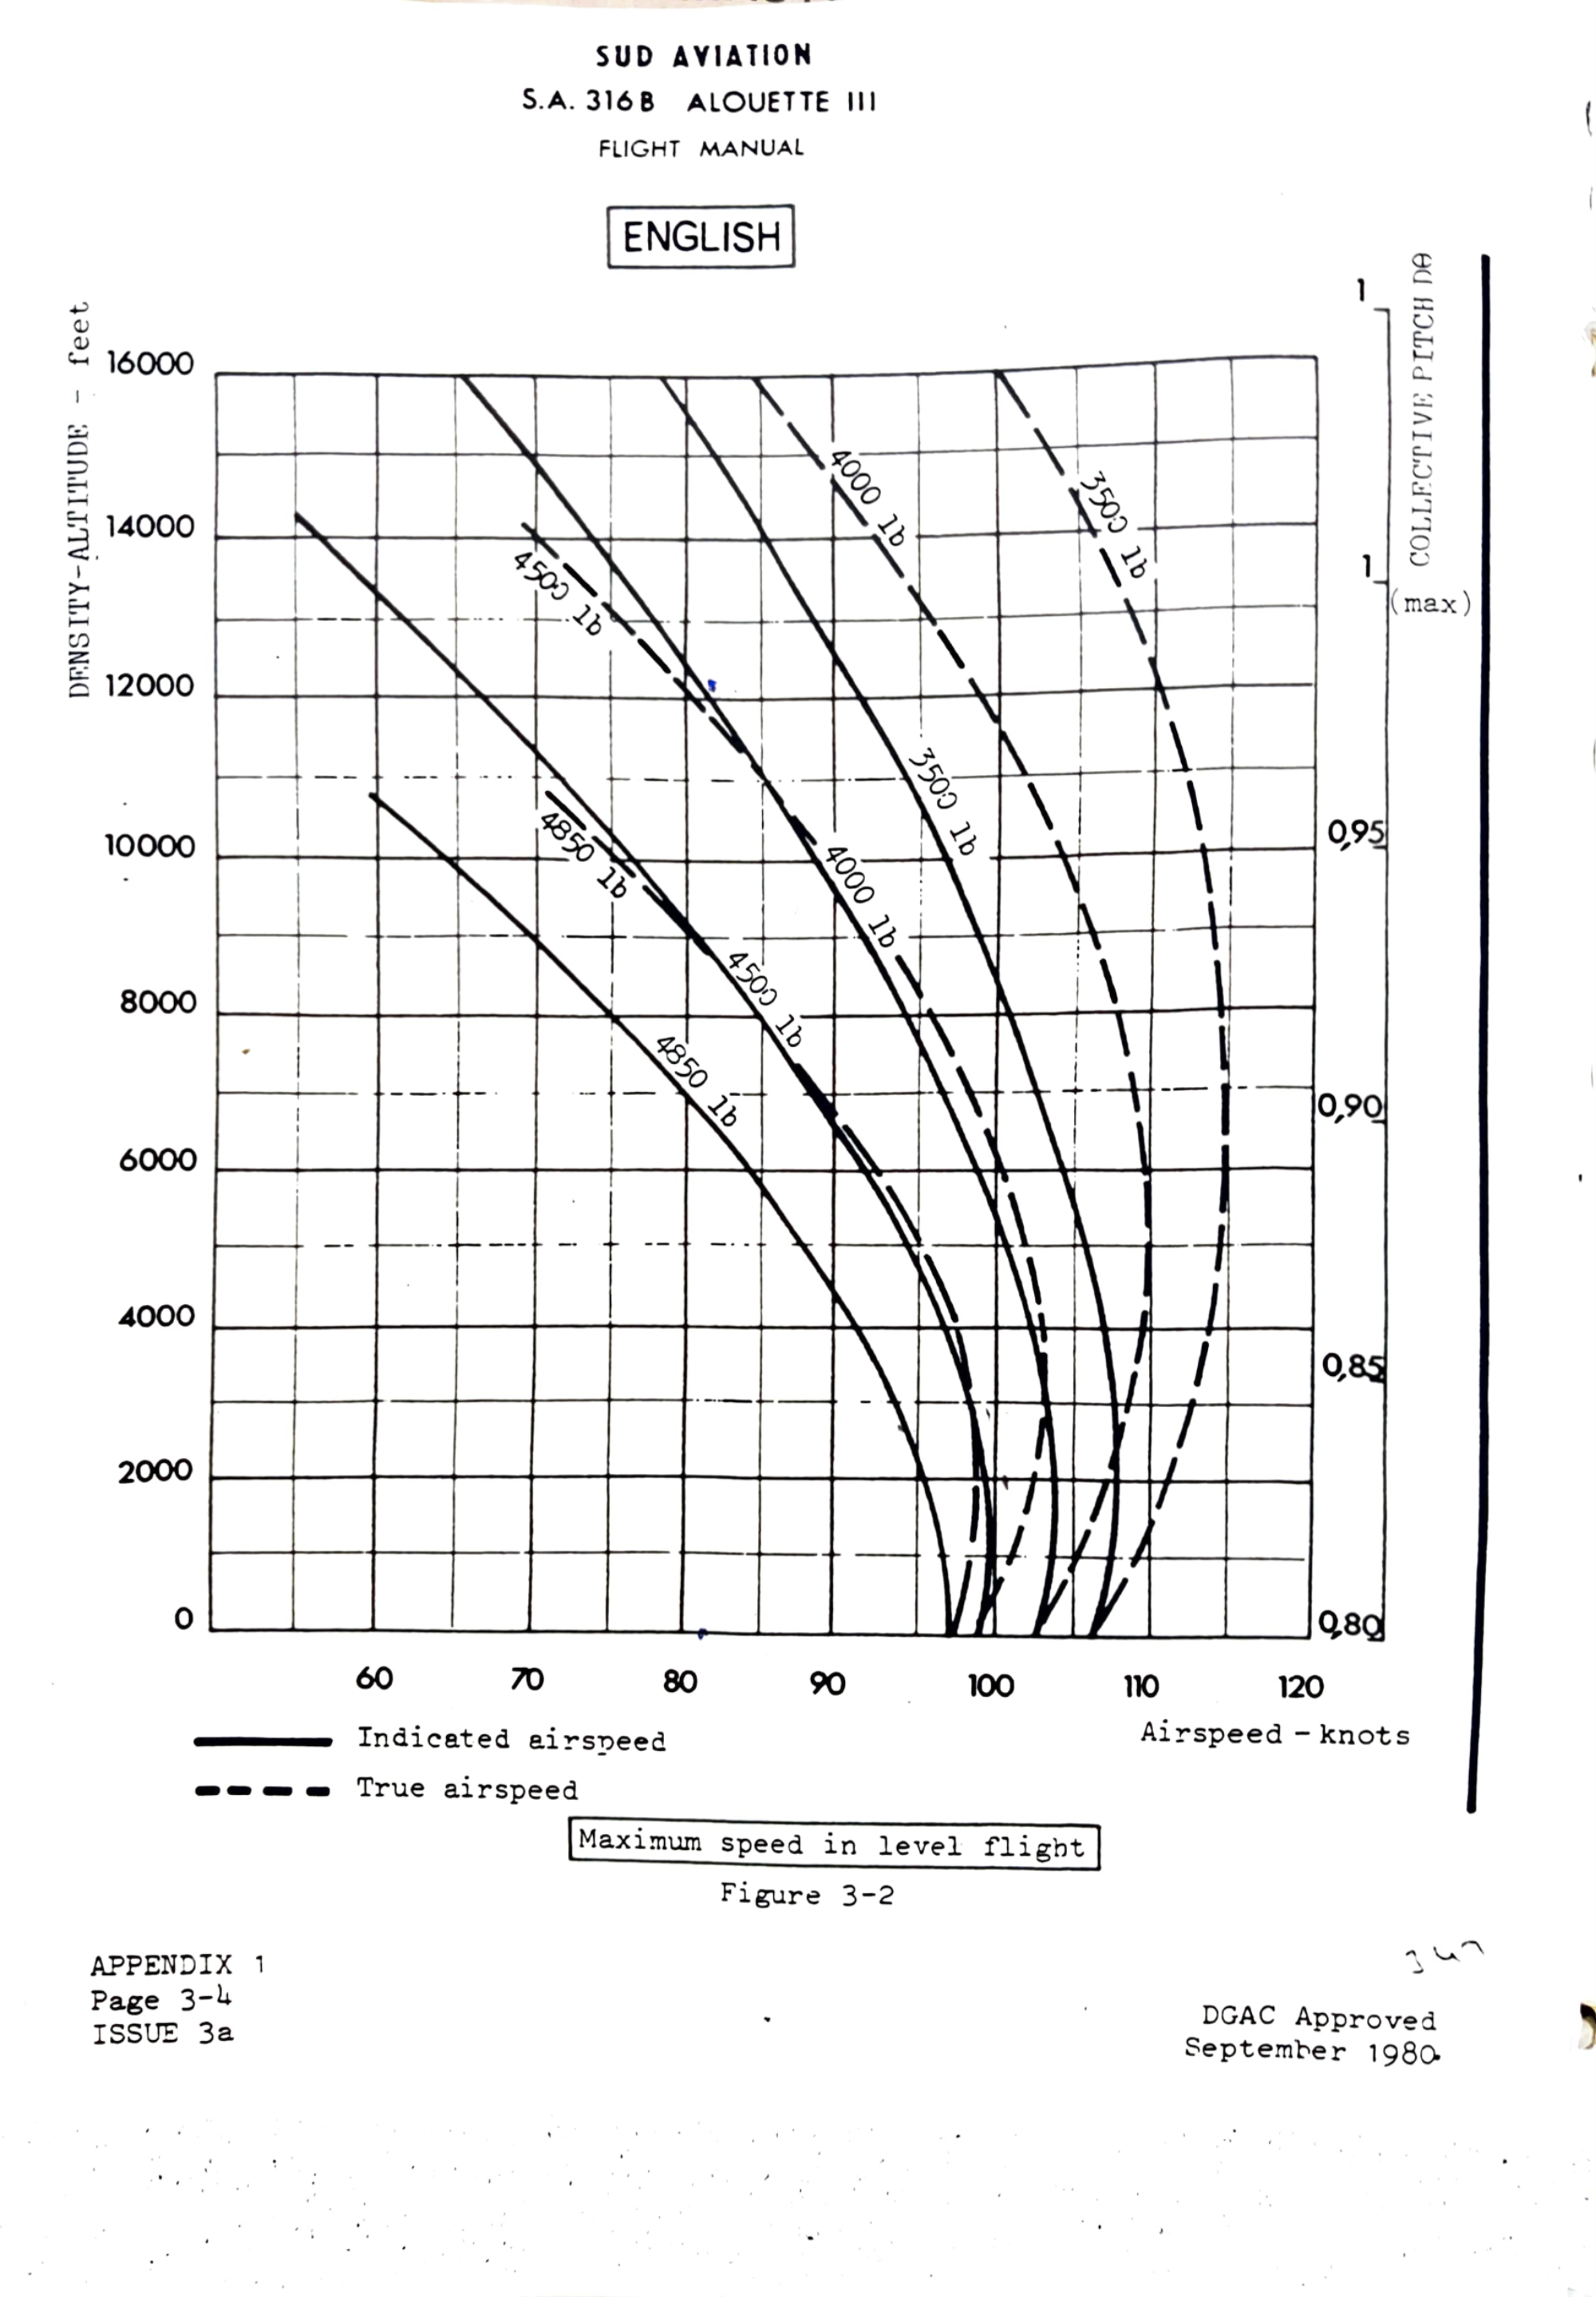 SUD AVIATION
S.A. 316B ALOUETTE III
FLIGHT MANUAL
ENGLISH
DENSITY-ALTITUDE - feet
COLLECTIVE PITCH
1
16000
14000
12000
10000
8000
6000
4000
2000
0
1
(max)
0,95
0,90
0,85
0,80
4000 lb
3500 lb
4500 lb
3500 lb
4850 lb
4000 lb
4500 lb
4850 lb
60 70 80 90 100 110 120
Airspeed - knots
Indicated airspeed
True airspeed
Maximum speed in level flight
Figure 3-2
APPENDIX 1
Page 3-4
ISSUE 3a
DGAC Approved
September 1980